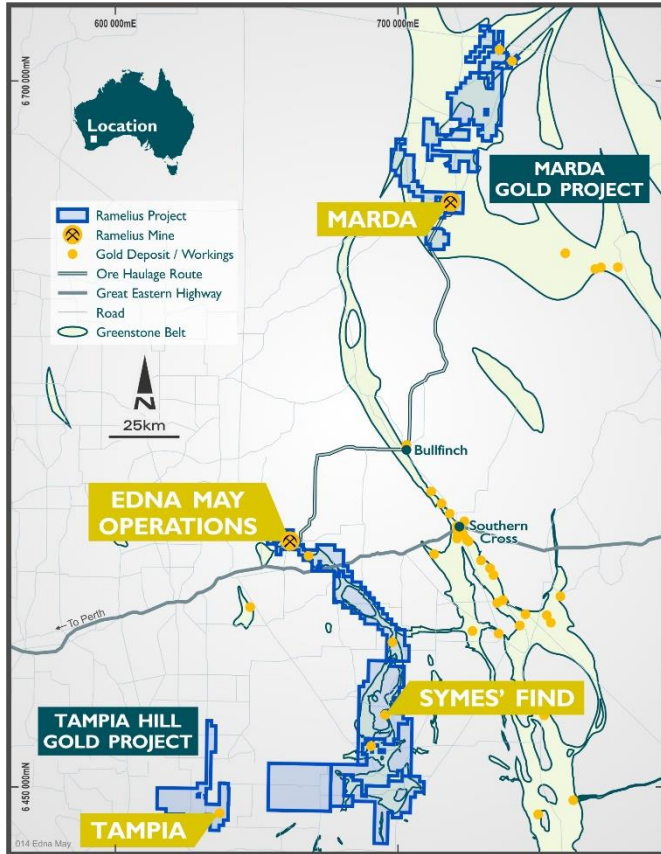 600 000mE
700 000mE
6 700 000mN
Location
MARDA
GOLD PROJECT
MARDA
Ramelius Project
Ramelius Mine
Gold Deposit / Workings
Ore Haulage Route
Great Eastern Highway
Road
Greenstone Belt
N
25km
Bullfinch
EDNA MAY
OPERATIONS
Southern
Cross
To Perth
SYMES' FIND
TAMPIA HILL
GOLD PROJECT
6 450 000mN
TAMPIA
014 Edna May